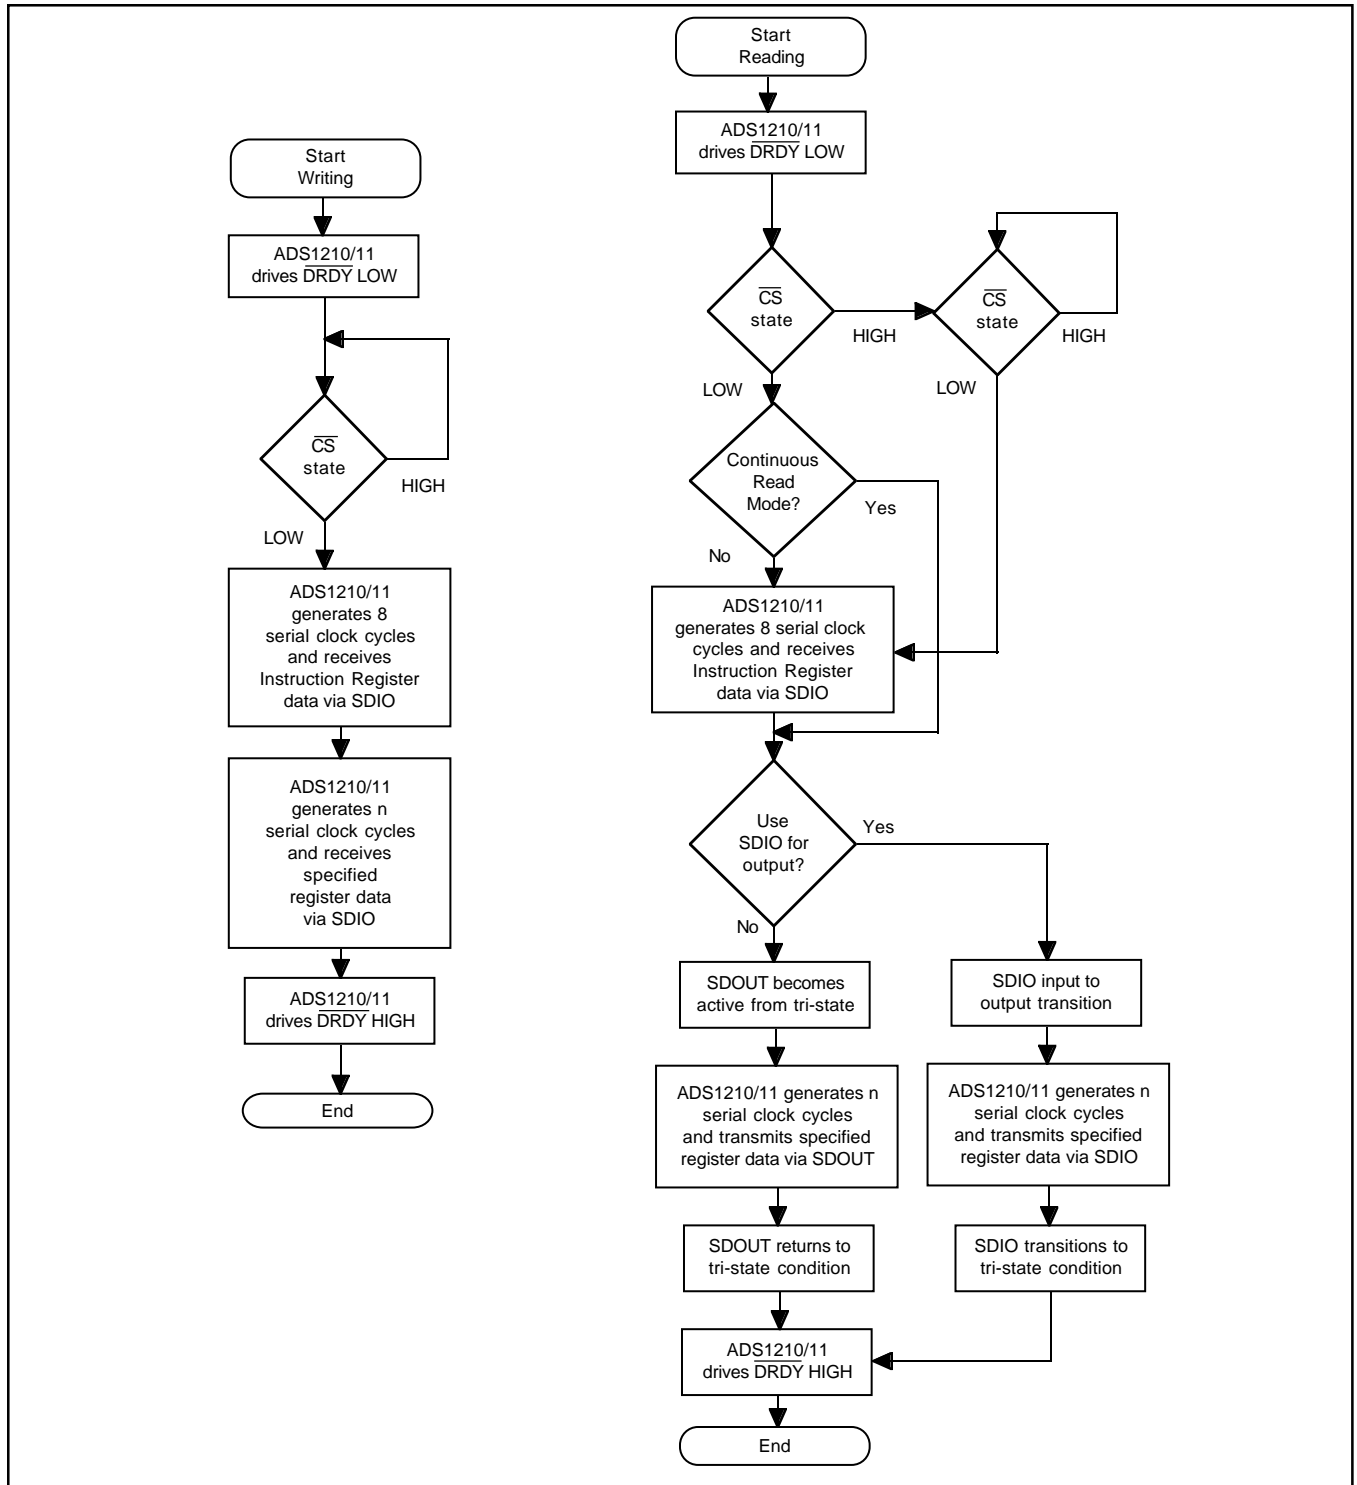 Start
Writing
ADS1210/11
drives DRDY LOW
CS
state
HIGH
LOW
ADS1210/11
generates 8
serial clock cycles
and receives
Instruction Register
data via SDIO
ADS1210/11
generates n
serial clock cycles
and receives
specified
register data
via SDIO
ADS1210/11
drives DRDY HIGH
End
Start
Reading
ADS1210/11
drives DRDY LOW
CS
state
HIGH
LOW
CS
state
HIGH
LOW
Continuous
Read
Mode?
Yes
No
ADS1210/11
generates 8 serial clock
cycles and receives
Instruction Register
data via SDIO
Use
SDIO for
output?
Yes
No
SDOUT becomes
active from tri-state
SDIO input to
output transition
ADS1210/11 generates n
serial clock cycles
and transmits specified
register data via SDOUT
ADS1210/11 generates n
serial clock cycles
and transmits specified
register data via SDIO
SDOUT returns to
tri-state condition
SDIO transitions to
tri-state condition
ADS1210/11
drives DRDY HIGH
End